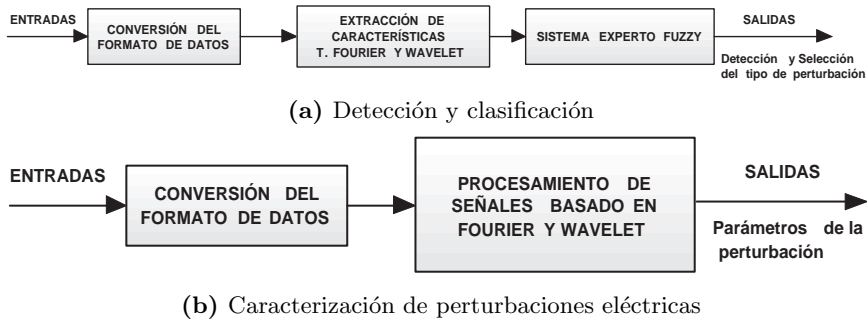 ENTRADAS
CONVERSIÓN DEL
FORMATO DE DATOS
EXTRACCIÓN DE
CARACTERÍSTICAS
T. FOURIER Y WAVELET
SISTEMA EXPERTO FUZZY
SALIDAS
Detección y Selección
del tipo de perturbación
(a) Detección y clasificación
ENTRADAS
CONVERSIÓN DEL
FORMATO DE DATOS
PROCESAMIENTO DE
SEÑALES BASADO EN
FOURIER Y WAVELET
SALIDAS
Parámetros de la
perturbación
(b) Caracterización de perturbaciones eléctricas